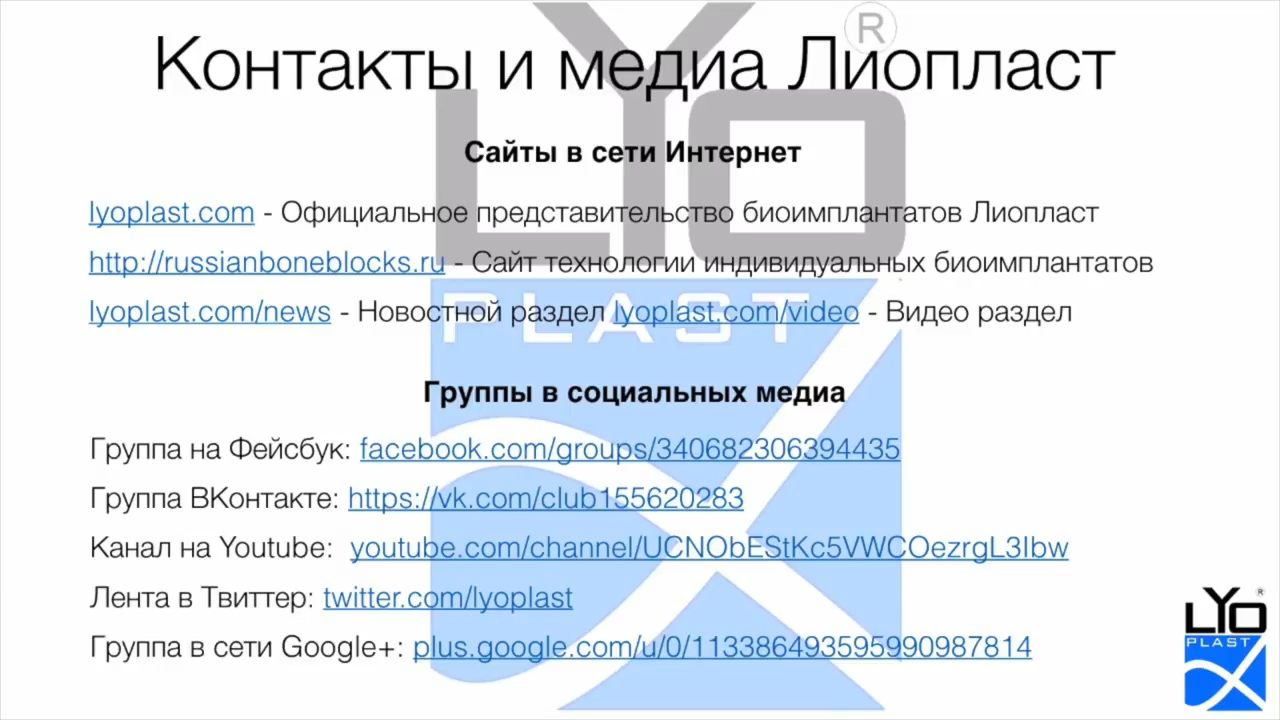 Контакты и медиа Лиопласт
Сайты в сети Интернет
lyoplast.com - Официальное представительство биоимплантатов Лиопласт
http://russianboneblocks.ru - Сайт технологии индивидуальных биоимплантатов
lyoplast.com/news - Новостной раздел lyoplast.com/video - Видео раздел
Группы в социальных медиа
Группа на Фейсбук: facebook.com/groups/340682306394435
Группа ВКонтакте: https://vk.com/club155620283
Канал на Youtube: youtube.com/channel/UCNObEStKc5VWCOezrgL3Ibw
Лента в Твиттер: twitter.com/lyoplast
Группа в сети Google+: plus.google.com/u/0/113386493595990987814
LYO ®
PLAST
LYO ®
PLAST